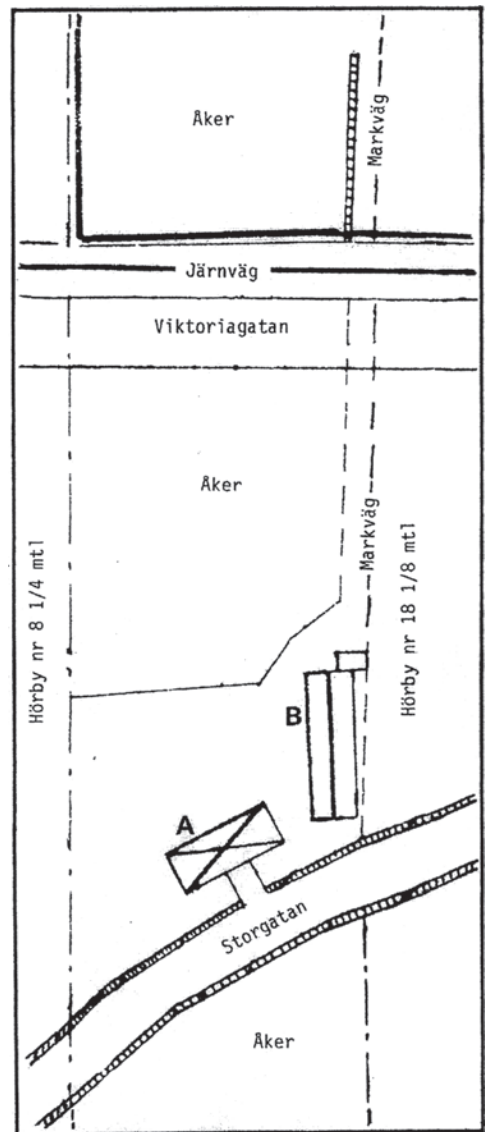 Åker
Markväg
Järnväg
Viktoriagatan
Åker
Markväg
Hörby nr 8 1/4 mtl
Hörby nr 18 1/8 mtl
B
A
Storgatan
Åker